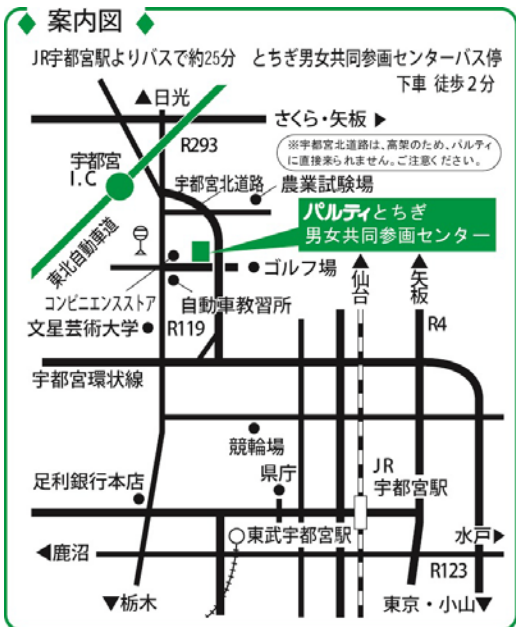 案内図
JR宇都宮駅よりバスで約25分 とちぎ男女共同参画センターバス停
下車 徒歩2分
▲日光
さくら・矢板▶
R293
※宇都宮北道路は、高架のため、パルティ
に直接来られません。ご注意ください。
宇都宮
I.C
宇都宮北道路
農業試験場
パルティとちぎ
男女共同参画センター
東北自動車道
ゴルフ場
▲仙台
▲矢板
コンビニエンスストア
自動車教習所
文星芸術大学
R119
R4
宇都宮環状線
競輪場
足利銀行本店
県庁
JR
宇都宮駅
東武宇都宮駅
水戸▶
◀鹿沼
R123
▼栃木
東京・小山▼